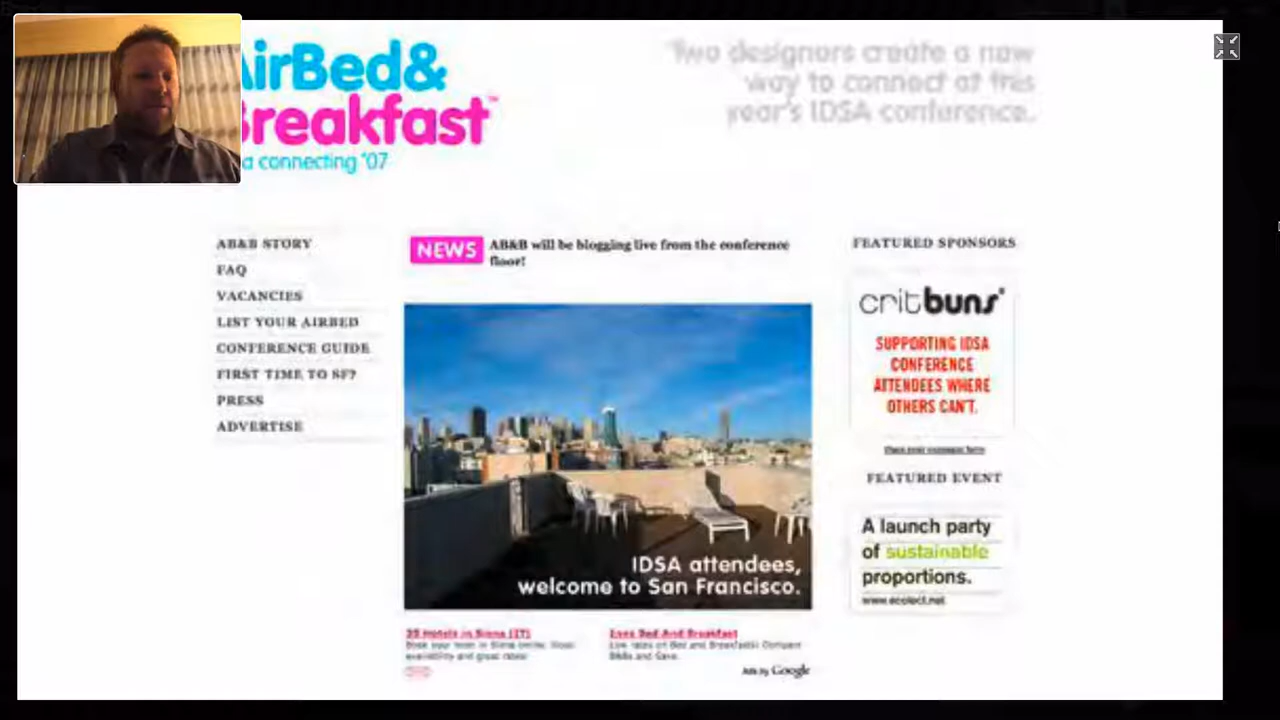 AirBed&
Breakfast™
a connecting '07
Two designers create a new
way to connect at this
year's IDSA conference.
AB&B STORY
FAQ
VACANCIES
LIST YOUR AIRBED
CONFERENCE GUIDE
FIRST TIME TO SF?
PRESS
ADVERTISE
NEWS AB&B will be blogging live from the conference
floor!
IDSA attendees,
welcome to San Francisco.
Ads by Google
FEATURED SPONSORS
critbuns®
SUPPORTING IDSA
CONFERENCE
ATTENDEES WHERE
OTHERS CAN'T.
FEATURED EVENT
A launch party
of sustainable
proportions.
www.ecolect.net